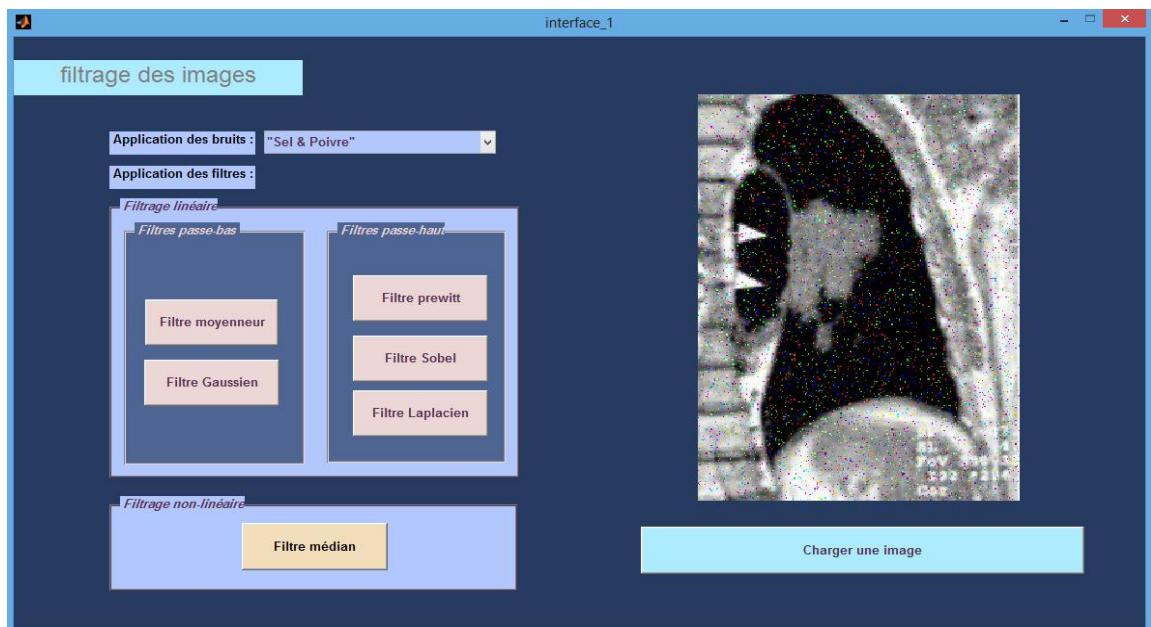 interface_1
filtrage des images
Application des bruits :
"Sel & Poivre"
Application des filtres :
Filtrage linéaire
Filtres passe-bas
Filtres passe-haut
Filtre moyenneur
Filtre Gaussien
Filtre prewitt
Filtre Sobel
Filtre Laplacien
Filtrage non-linéaire
Filtre médian
Charger une image